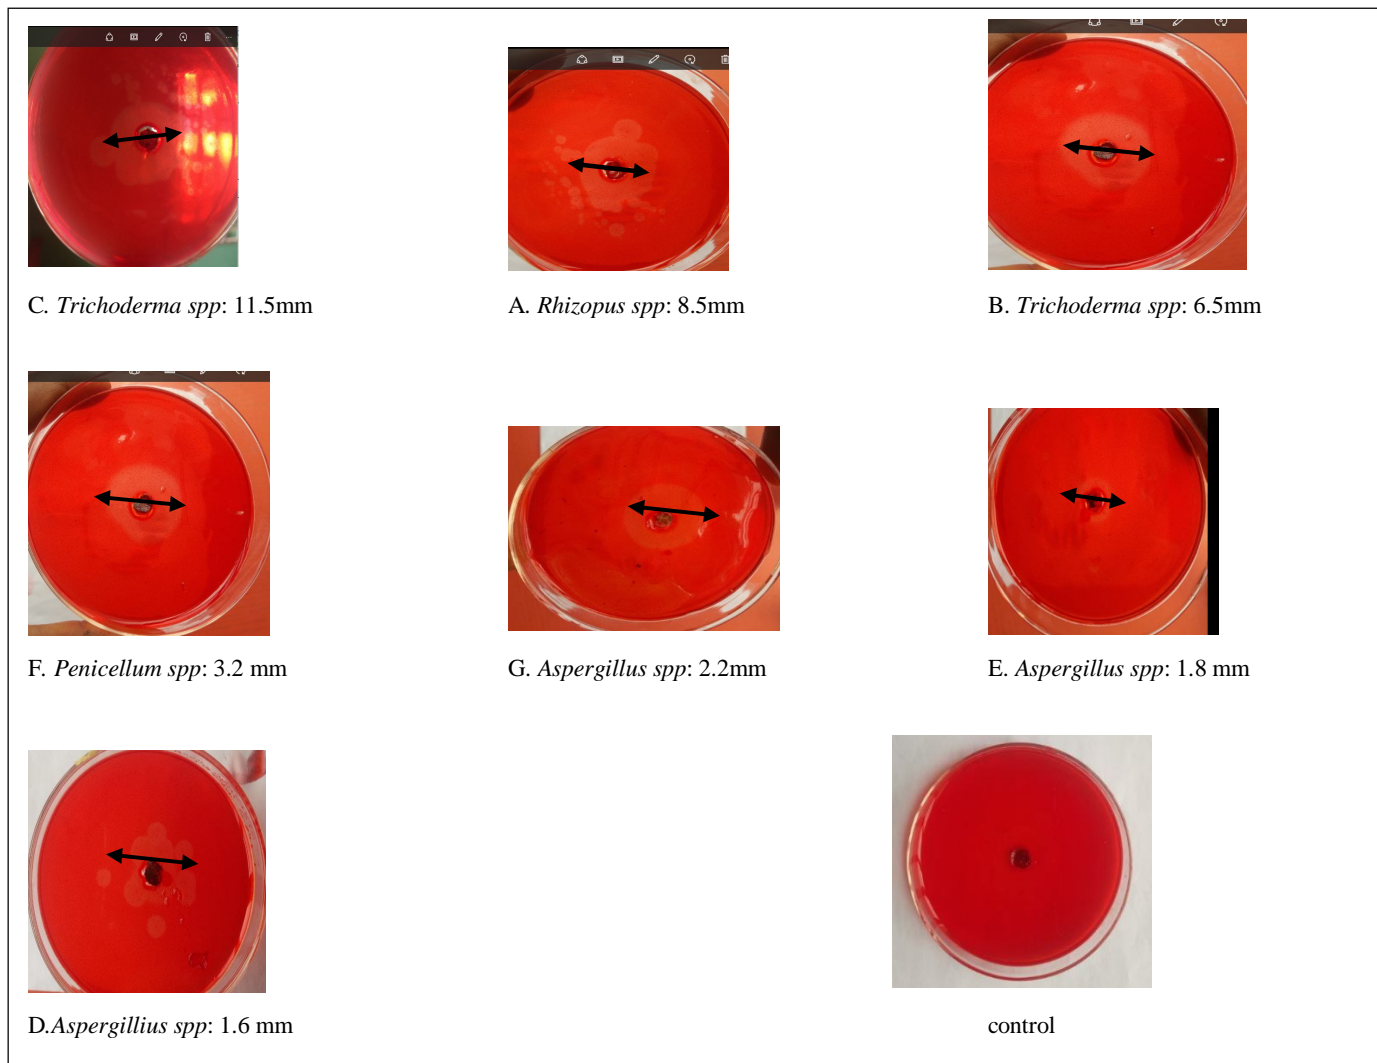 C. Trichoderma spp: 11.5mm
A. Rhizopus spp: 8.5mm
B. Trichoderma spp: 6.5mm
F. Penicellum spp: 3.2 mm
G. Aspergillus spp: 2.2mm
E. Aspergillus spp: 1.8 mm
D.Aspergillius spp: 1.6 mm
control